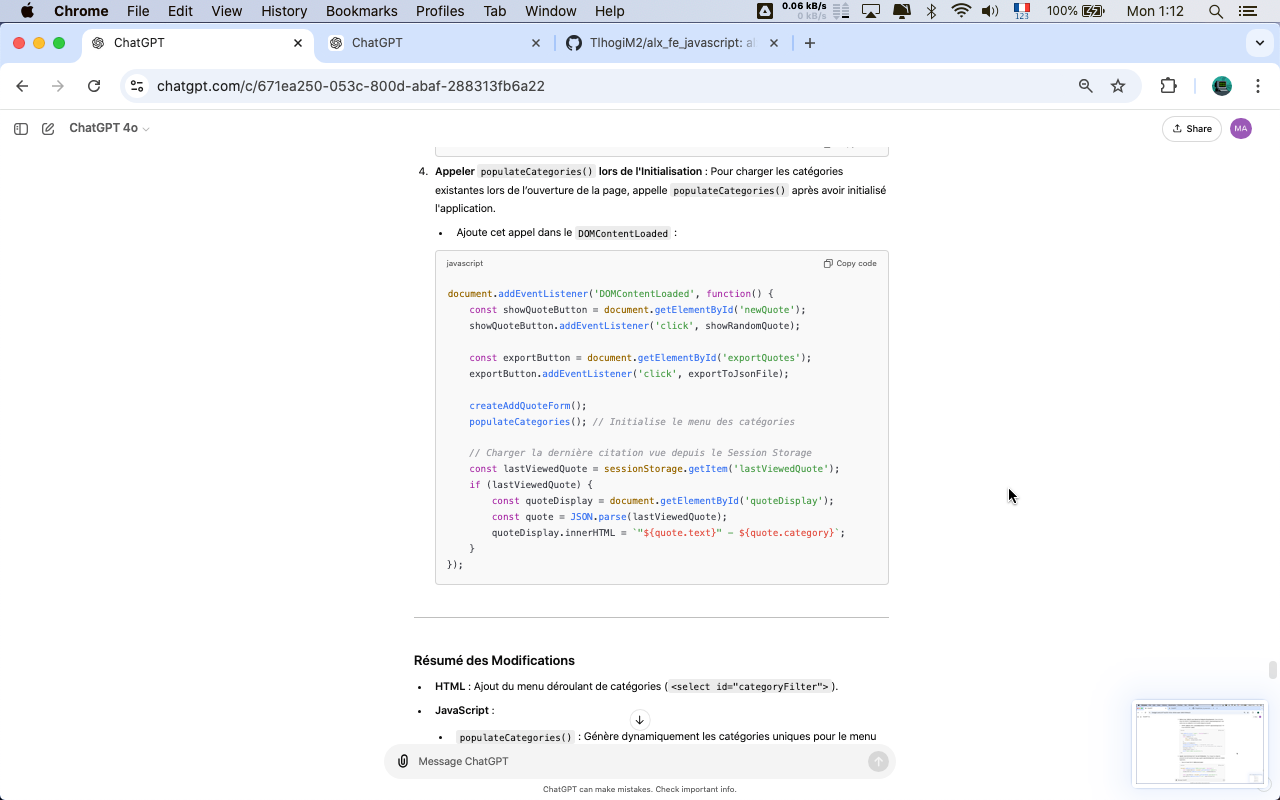 Chrome File Edit View History Bookmarks Profiles Tab Window Help 0.06 kB/s 0 kB/s 123 100% Mon 1:12
ChatGPT ChatGPT TlhogiM2/alx_fe_javascript: al
chatgpt.com/c/671ea250-053c-800d-abaf-288313fb6a22
ChatGPT 4o Share MA
4. Appeler populateCategories() lors de l'Initialisation : Pour charger les catégories
existantes lors de l'ouverture de la page, appelle populateCategories() après avoir initialisé
l'application.
• Ajoute cet appel dans le DOMContentLoaded :
javascript Copy code
document.addEventListener('DOMContentLoaded', function() {
const showQuoteButton = document.getElementById('newQuote');
showQuoteButton.addEventListener('click', showRandomQuote);
const exportButton = document.getElementById('exportQuotes');
exportButton.addEventListener('click', exportToJsonFile);
createAddQuoteForm();
populateCategories(); // Initialise le menu des catégories
// Charger la dernière citation vue depuis le Session Storage
const lastViewedQuote = sessionStorage.getItem('lastViewedQuote');
if (lastViewedQuote) {
const quoteDisplay = document.getElementById('quoteDisplay');
const quote = JSON.parse(lastViewedQuote);
quoteDisplay.innerHTML = `"${quote.text}" - ${quote.category}`;
}
});
Résumé des Modifications
• HTML : Ajout du menu déroulant de catégories ( <select id="categoryFilter"> ).
• JavaScript :
• populateCategories() : Génère dynamiquement les catégories uniques pour le menu
Message ChatGPT
ChatGPT can make mistakes. Check important info.